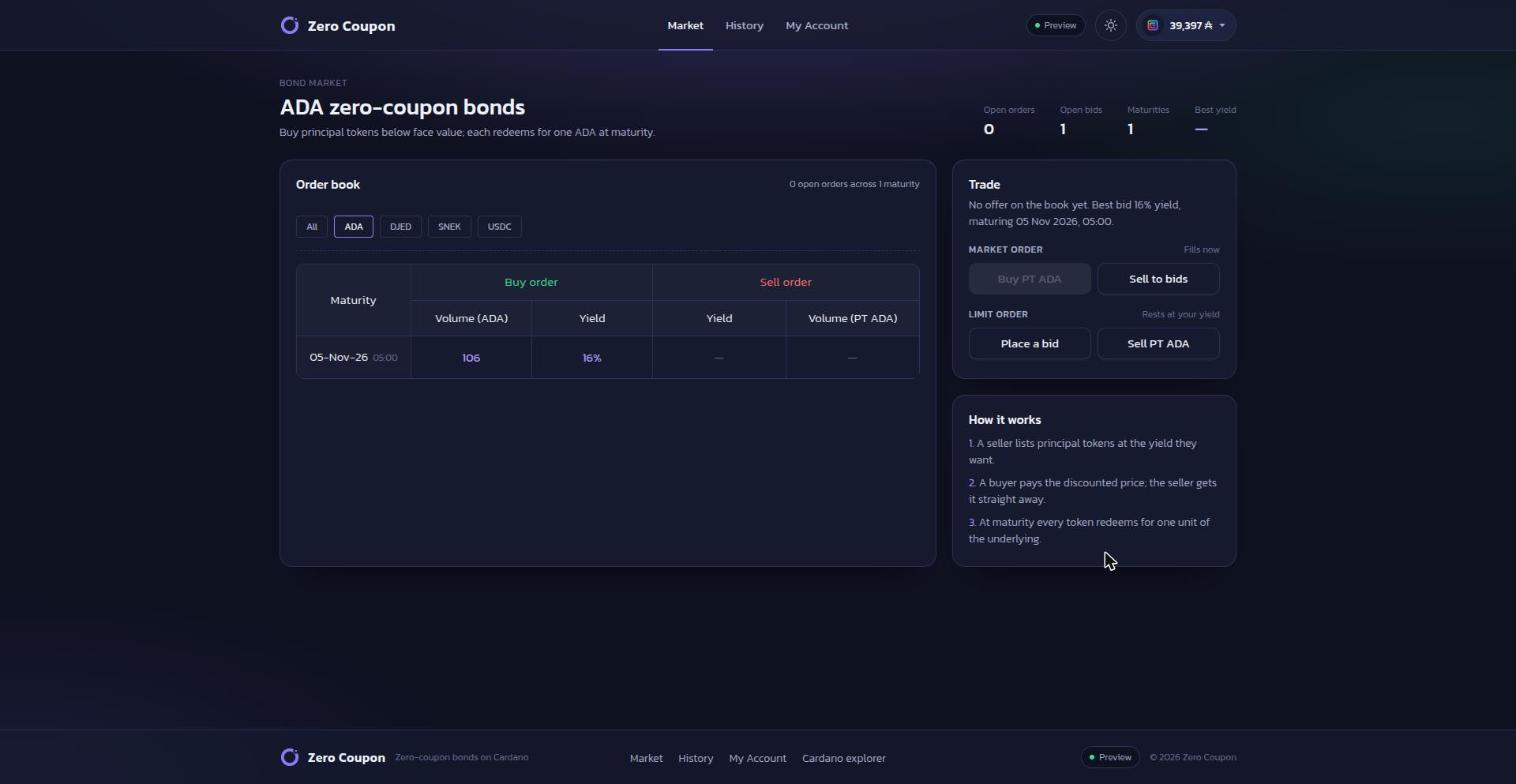 Zero Coupon
Market
History
My Account
Preview
39,397 ₳
BOND MARKET
ADA zero-coupon bonds
Buy principal tokens below face value; each redeems for one ADA at maturity.
Open orders
0
Open bids
1
Maturities
1
Best yield
—
Order book
0 open orders across 1 maturity
All
ADA
DJED
SNEK
USDC
Maturity
Buy order
Sell order
Volume (ADA)
Yield
Yield
Volume (PT ADA)
05-Nov-26 05:00
106
16%
—
—
Trade
No offer on the book yet. Best bid 16% yield,
maturing 05 Nov 2026, 05:00.
MARKET ORDER
Fills now
Buy PT ADA
Sell to bids
LIMIT ORDER
Rests at your yield
Place a bid
Sell PT ADA
How it works
1. A seller lists principal tokens at the yield they
want.
2. A buyer pays the discounted price; the seller gets
it straight away.
3. At maturity every token redeems for one unit of
the underlying.
Zero Coupon
Zero-coupon bonds on Cardano
Market
History
My Account
Cardano explorer
Preview
© 2026 Zero Coupon